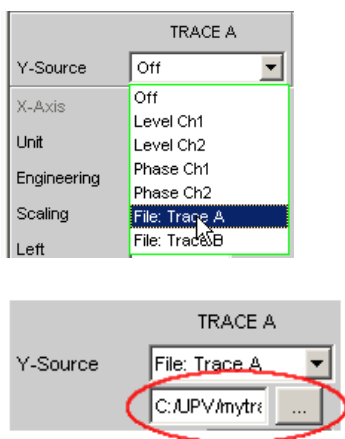 TRACE A
Y-Source Off
X-Axis Off
Level Ch1
Unit Level Ch2
Engineering Phase Ch1
Phase Ch2
Scaling File: Trace A
Left File: Trace B
TRACE A
Y-Source File: Trace A
C:/UPV/mytra ...